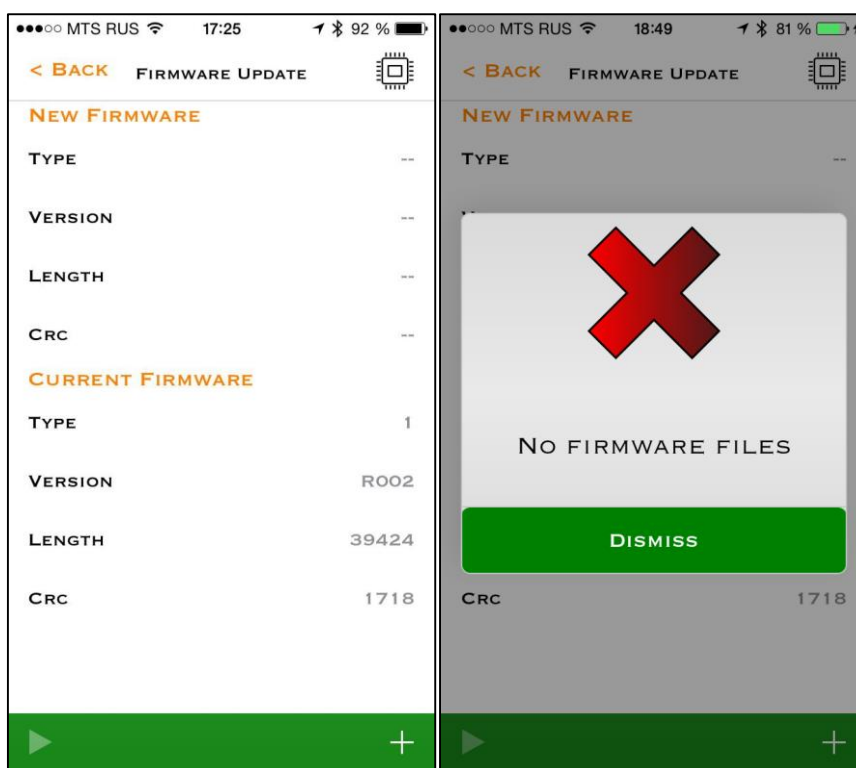 MTS RUS 17:25 92 %
< BACK FIRMWARE UPDATE
NEW FIRMWARE
TYPE --
VERSION --
LENGTH --
CRC --
CURRENT FIRMWARE
TYPE 1
VERSION R002
LENGTH 39424
CRC 1718
MTS RUS 18:49 81 %
< BACK FIRMWARE UPDATE
NEW FIRMWARE
TYPE --
NO FIRMWARE FILES
DISMISS
CRC 1718